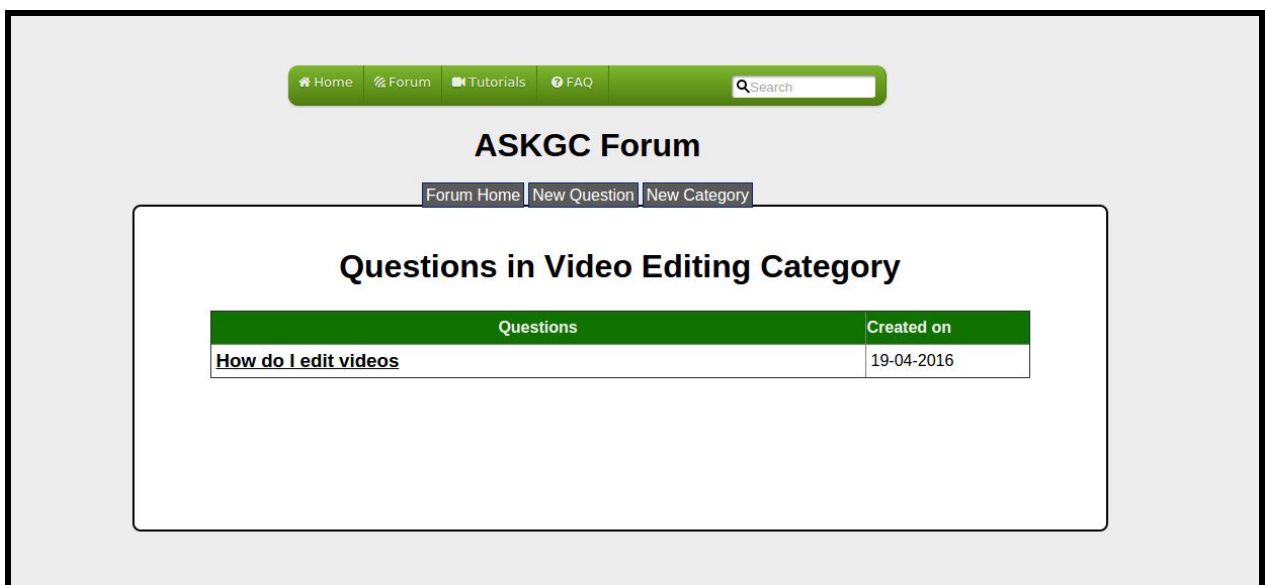 Home Forum Tutorials FAQ Search
ASKGC Forum
Forum Home New Question New Category
Questions in Video Editing Category
Questions Created on
How do I edit videos 19-04-2016